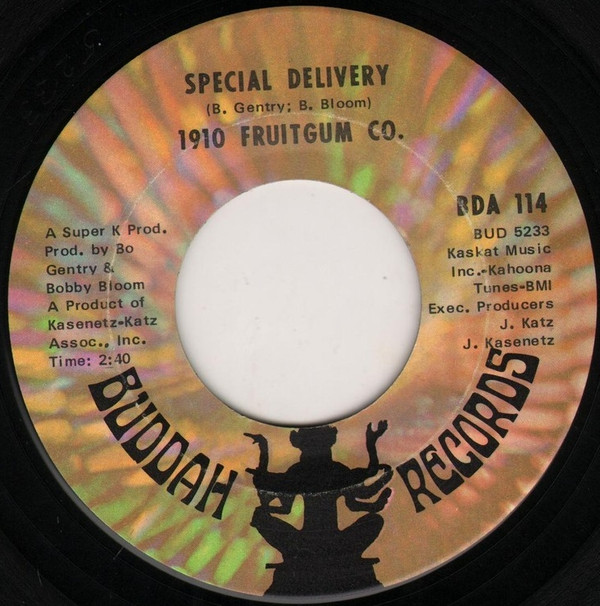 SPECIAL DELIVERY
(B. Gentry; B. Bloom)
1910 FRUITGUM CO.
A Super K Prod.
Prod. by Bo
Gentry &
Bobby Bloom
A Product of
Kasenetz-Katz
Assoc., Inc.
Time: 2:40
BDA 114
BUD 5233
Kaskat Music
Inc.-Kahoona
Tunes-BMI
Exec. Producers
J. Katz
J. Kasenetz
BUDDAH RECORDS